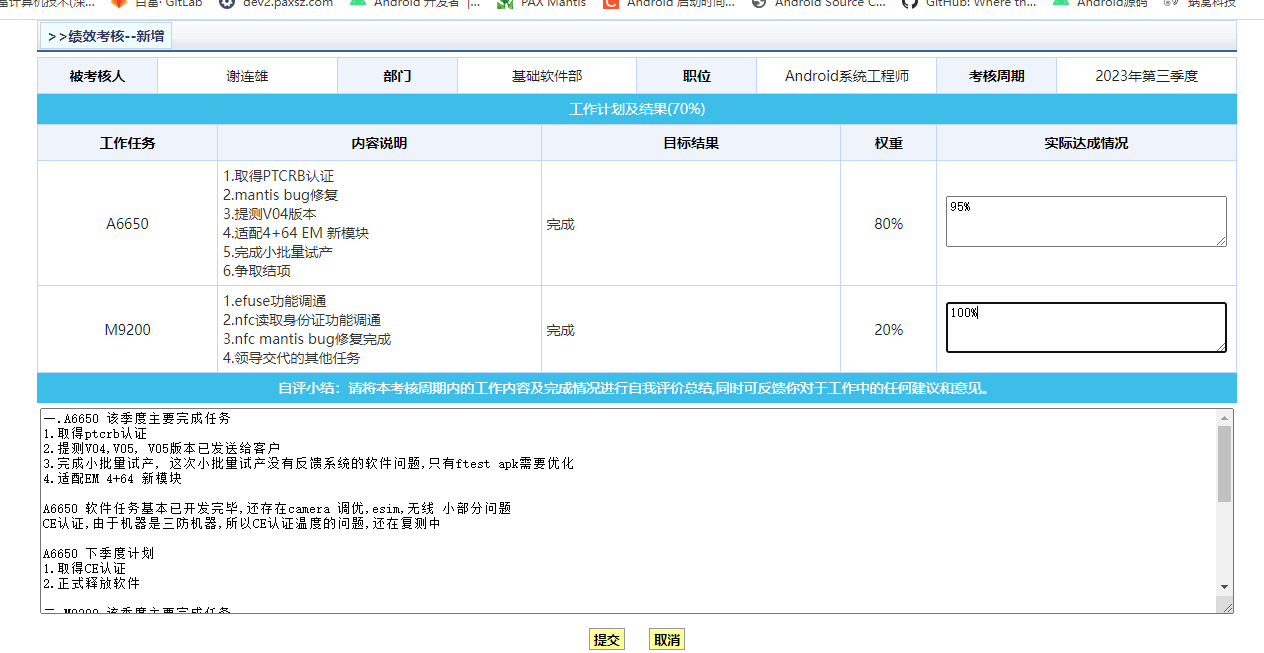 富计算机技术(深... 自富· GitLab dev2.paxsz.com Android 开发者 |... PAX Mantis Android 启动时间... Android Source C... GitHub: Where th... Android源码 蜗窝科技
>>绩效考核--新增
被考核人 谢连雄 部门 基础软件部 职位 Android系统工程师 考核周期 2023年第三季度
工作计划及结果(70%)
工作任务 内容说明 目标结果 权重 实际达成情况
1.取得PTCRB认证
2.mantis bug修复
3.提测V04版本
A6650 完成 80% 95%
4.适配4+64 EM 新模块
5.完成小批量试产
6.争取结项
1.efuse功能调通
2.nfc读取身份证功能调通
M9200 完成 20% 100%
3.nfc mantis bug修复完成
4.领导交代的其他任务
自评小结：请将本考核周期内的工作内容及完成情况进行自我评价总结,同时可反馈你对于工作中的任何建议和意见。
一.A6650 该季度主要完成任务
1.取得ptcrb认证
2.提测V04,V05, V05版本已发送给客户
3.完成小批量试产, 这次小批量试产没有反馈系统的软件问题,只有ftest apk需要优化
4.适配EM 4+64 新模块
A6650 软件任务基本已开发完毕,还存在camera 调优,esim,无线 小部分问题
CE认证,由于机器是三防机器,所以CE认证温度的问题,还在复测中
A6650 下季度计划
1.取得CE认证
2.正式释放软件
二.M9200 该季度主要完成任务
提交 取消